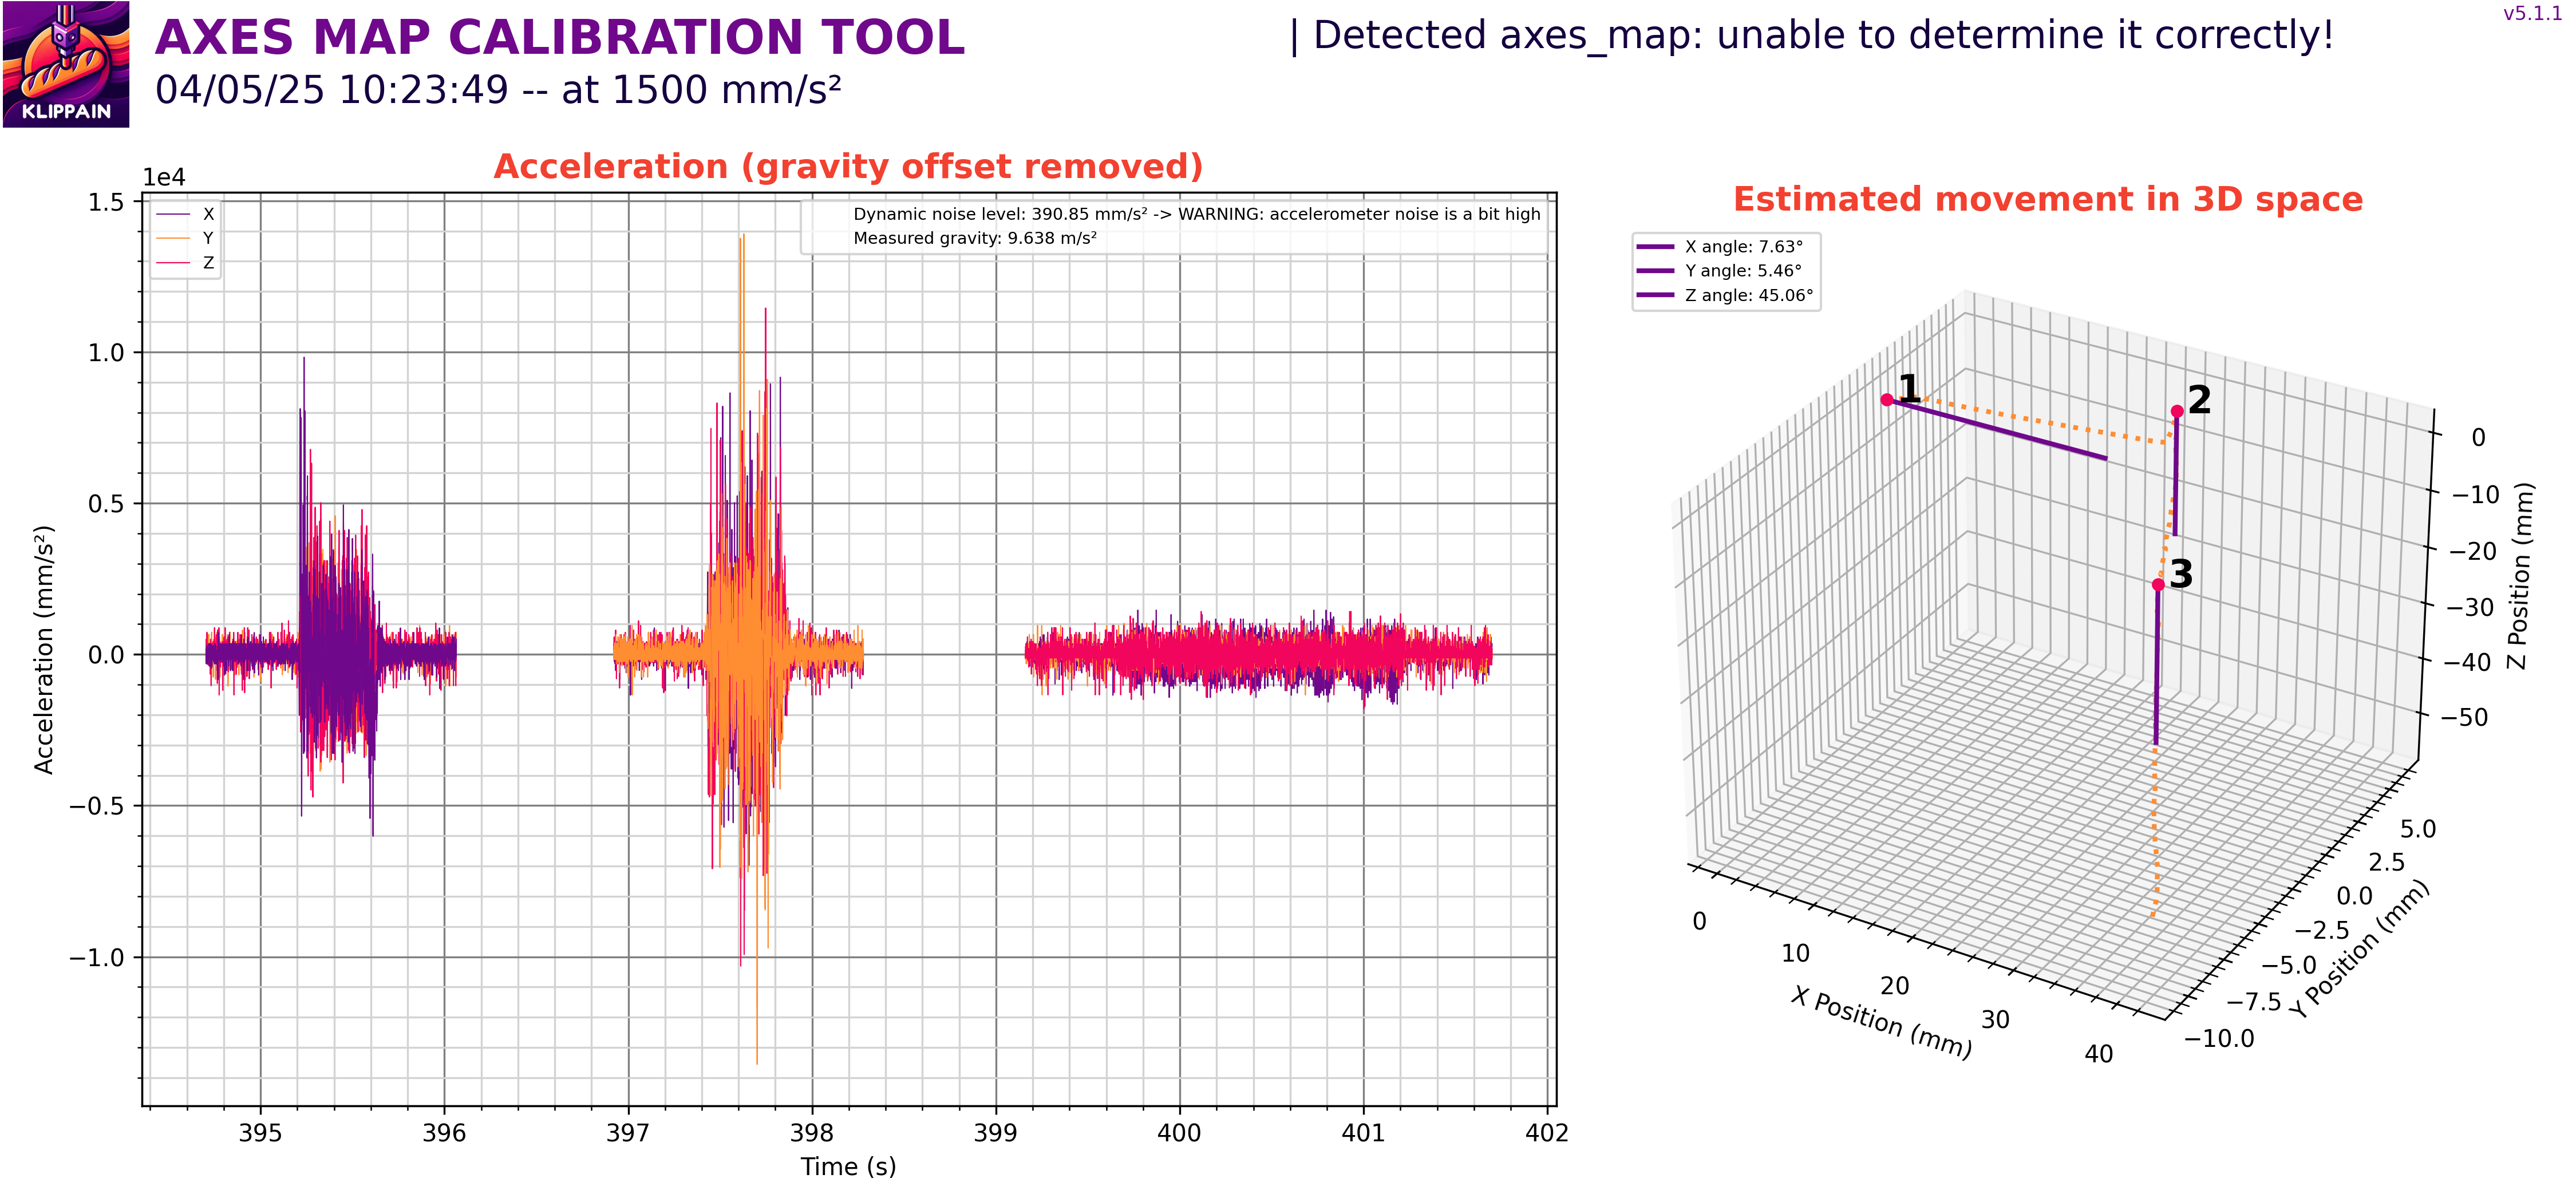 KLIPPAIN
AXES MAP CALIBRATION TOOL
04/05/25 10:23:49 -- at 1500 mm/s²
| Detected axes_map: unable to determine it correctly!
v5.1.1
Acceleration (gravity offset removed)
1e4
X
Y
Z
Dynamic noise level: 390.85 mm/s² -> WARNING: accelerometer noise is a bit high
Measured gravity: 9.638 m/s²
1.5
1.0
0.5
0.0
−0.5
−1.0
Acceleration (mm/s²)
395
396
397
398
399
400
401
402
Time (s)
Estimated movement in 3D space
X angle: 7.63°
Y angle: 5.46°
Z angle: 45.06°
1
2
3
0
−10
−20
−30
−40
−50
Z Position (mm)
5.0
2.5
0.0
−2.5
−5.0
−7.5
−10.0
Y Position (mm)
0
10
20
30
40
X Position (mm)